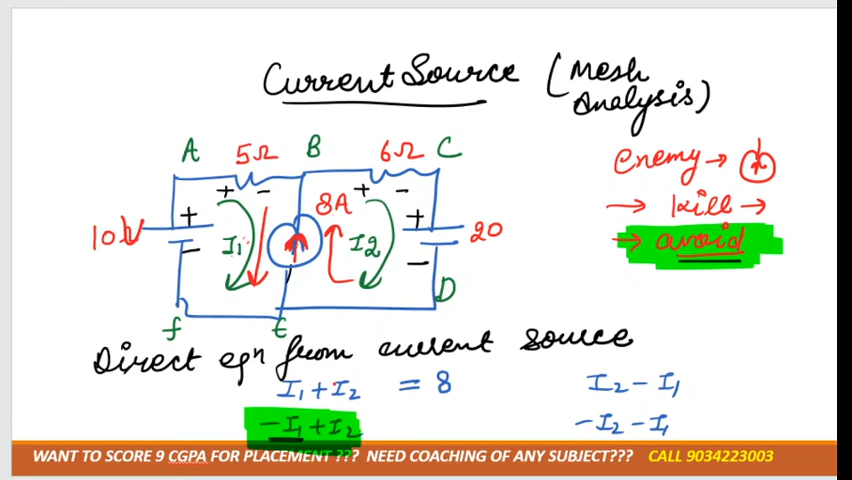 Current Source (Mesh Analysis)
A 5Ω B 6Ω C
Enemy →
+ - + -
8A
→ kill →
10V + - I1 I2 + - 20
→ avoid
f E D
Direct eqn from current source
I1 + I2 = 8
I2 - I1
-I1 + I2
-I2 - I1
WANT TO SCORE 9 CGPA FOR PLACEMENT ??? NEED COACHING OF ANY SUBJECT??? CALL 9034223003